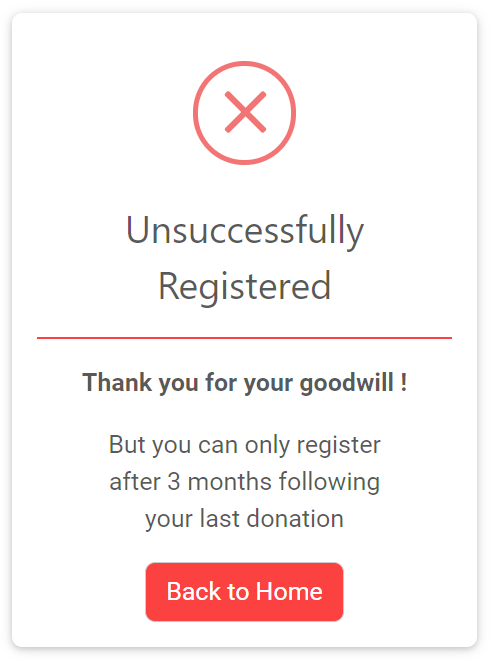 Unsuccessfully
Registered
Thank you for your goodwill !
But you can only register
after 3 months following
your last donation
Back to Home